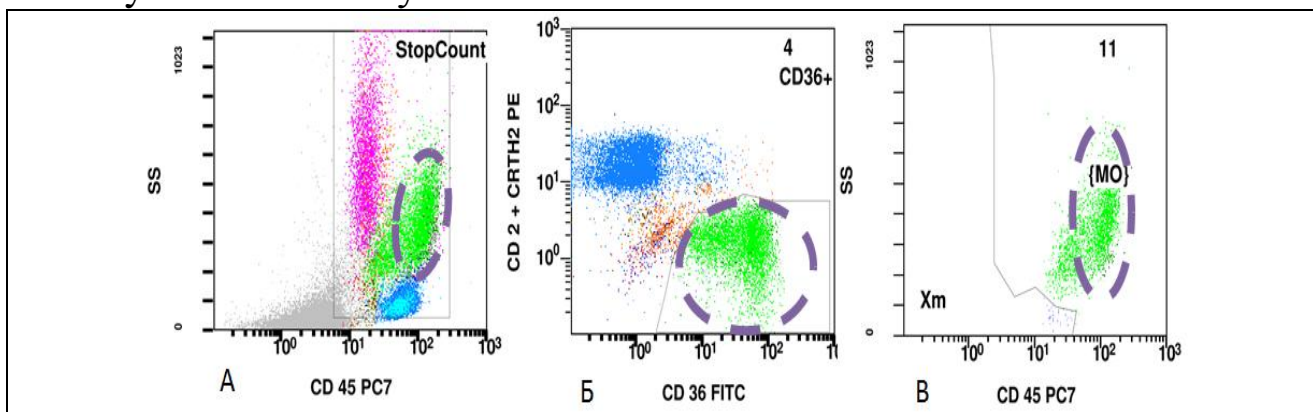 StopCount
1023
SS
0
10⁰ 10¹ 10² 10³
A CD 45 PC7
10³
4
CD36+
10²
10¹
10⁰
CD 2 + CRTH2 PE
10⁰ 10¹ 10²
Б CD 36 FITC
1023
11
SS
{MO}
Xm
0
10⁰ 10¹ 10² 10³
В CD 45 PC7